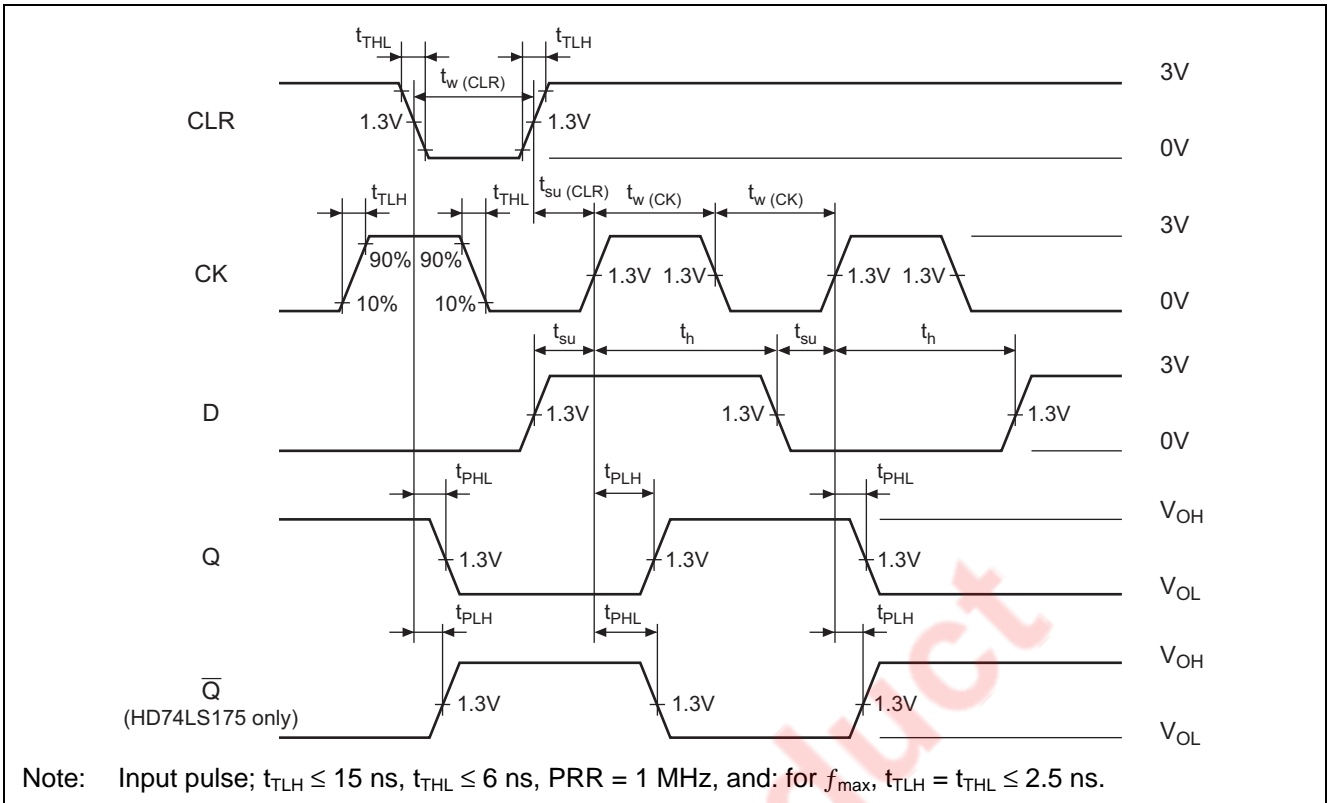 tTHL tTLH
tw (CLR)
3V
CLR
1.3V 1.3V
0V
tTLH tTHL tsu (CLR) tw (CK) tw (CK)
3V
90% 90%
CK
1.3V 1.3V 1.3V 1.3V
10% 10%
0V
tsu th tsu th
3V
D
1.3V 1.3V 1.3V
0V
tPHL tPLH tPHL
VOH
Q
1.3V 1.3V 1.3V
VOL
tPLH tPHL tPLH
VOH
Q̅
1.3V 1.3V 1.3V
(HD74LS175 only)
VOL
Note: Input pulse; tTLH ≤ 15 ns, tTHL ≤ 6 ns, PRR = 1 MHz, and: for ƒmax, tTLH = tTHL ≤ 2.5 ns.
duct